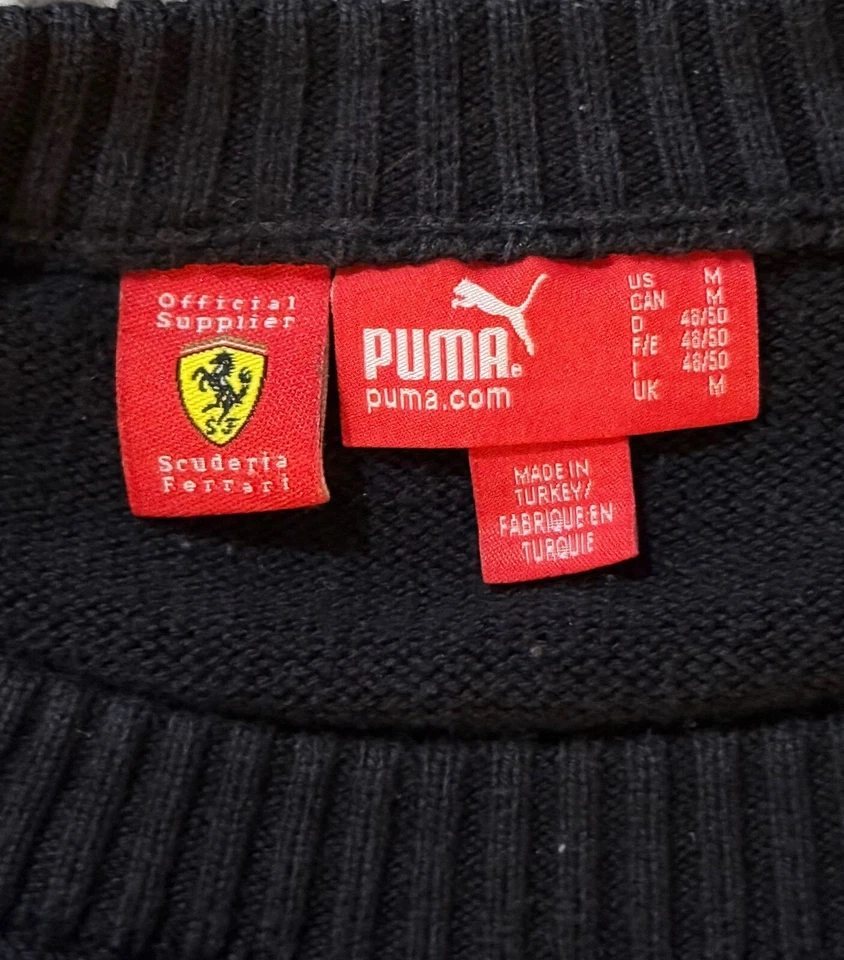 Official
Supplier
SF
Scuderia
Ferrari
PUMA®
puma.com
US M
CAN M
D 48/50
F/E 48/50
I 48/50
UK M
MADE IN
TURKEY/
FABRIQUE EN
TURQUIE